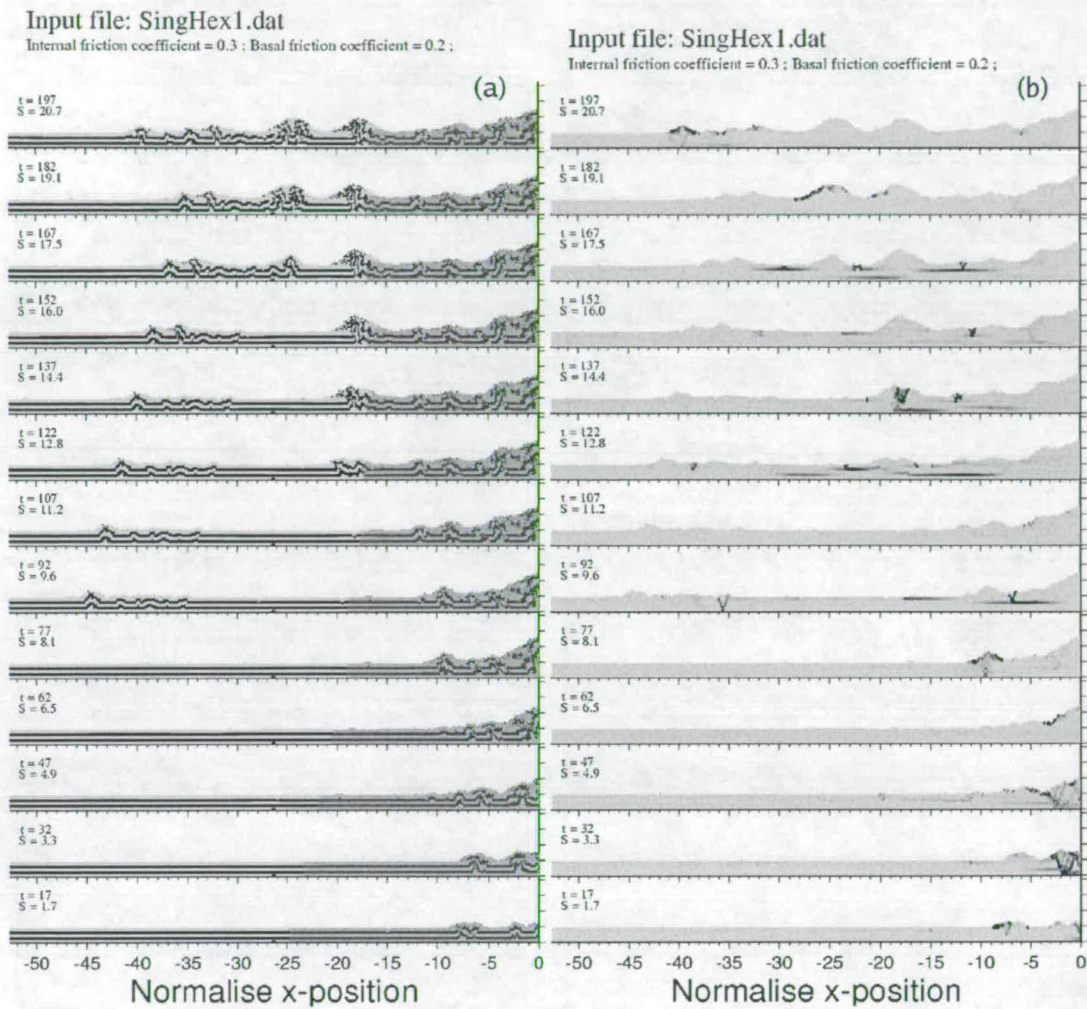 Input file: SingHex1.dat
Internal friction coefficient = 0.3 ; Basal friction coefficient = 0.2 ;
(a)
t = 197
S = 20.7
t = 182
S = 19.1
t = 167
S = 17.5
t = 152
S = 16.0
t = 137
S = 14.4
t = 122
S = 12.8
t = 107
S = 11.2
t = 92
S = 9.6
t = 77
S = 8.1
t = 62
S = 6.5
t = 47
S = 4.9
t = 32
S = 3.3
t = 17
S = 1.7
-50 -45 -40 -35 -30 -25 -20 -15 -10 -5 0
Normalise x-position
Input file: SingHex1.dat
Internal friction coefficient = 0.3 ; Basal friction coefficient = 0.2 ;
(b)
t = 197
S = 20.7
t = 182
S = 19.1
t = 167
S = 17.5
t = 152
S = 16.0
t = 137
S = 14.4
t = 122
S = 12.8
t = 107
S = 11.2
t = 92
S = 9.6
t = 77
S = 8.1
t = 62
S = 6.5
t = 47
S = 4.9
t = 32
S = 3.3
t = 17
S = 1.7
-50 -45 -40 -35 -30 -25 -20 -15 -10 -5 0
Normalise x-position